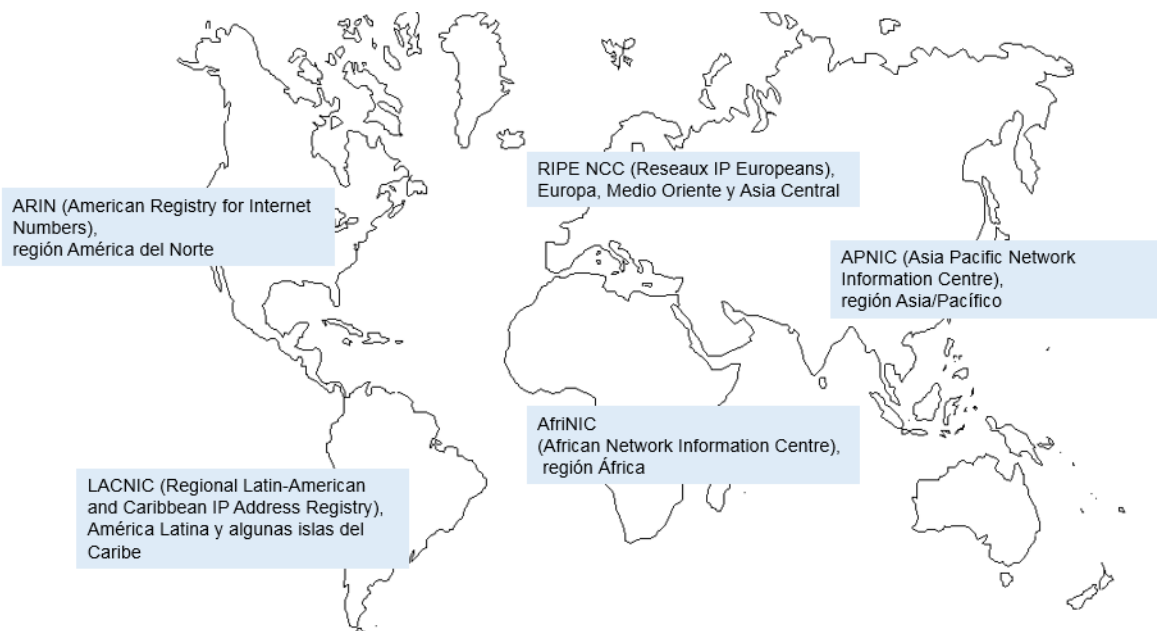 RIPE NCC (Reseaux IP Europeans),
Europa, Medio Oriente y Asia Central
ARIN (American Registry for Internet
Numbers),
región América del Norte
APNIC (Asia Pacific Network
Information Centre),
región Asia/Pacífico
AfriNIC
(African Network Information Centre),
región África
LACNIC (Regional Latin-American
and Caribbean IP Address Registry),
América Latina y algunas islas del
Caribe